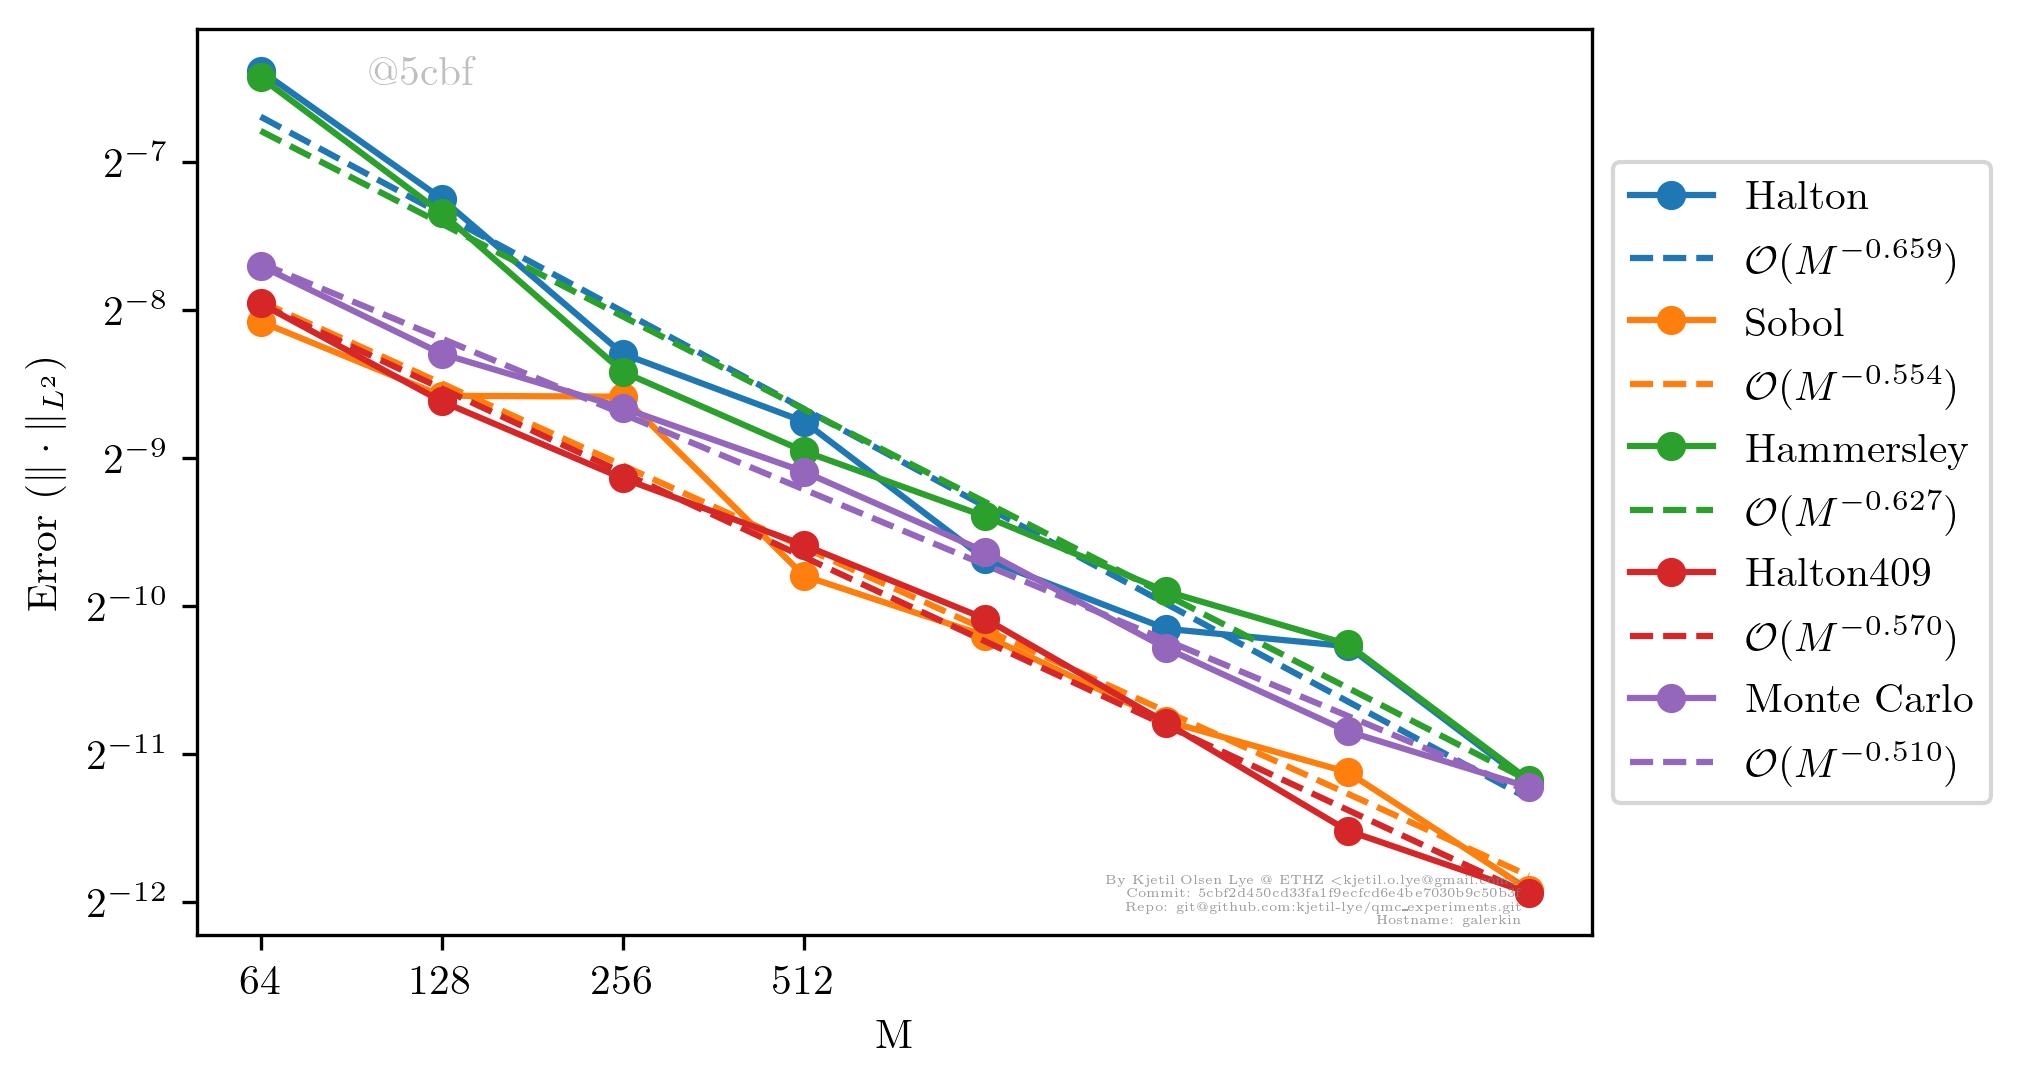 @5cbf
2^{-7}
2^{-8}
2^{-9}
2^{-10}
2^{-11}
2^{-12}
Error (|| · ||_{L^2})
64 128 256 512
M
Halton
𝒪(M^{-0.659})
Sobol
𝒪(M^{-0.554})
Hammersley
𝒪(M^{-0.627})
Halton409
𝒪(M^{-0.570})
Monte Carlo
𝒪(M^{-0.510})
By Kjetil Olsen Lye @ ETHZ
Commit:
Repo: git@github.com:kjetil-lye/qmc_experiments.git
Hostname: galerkin